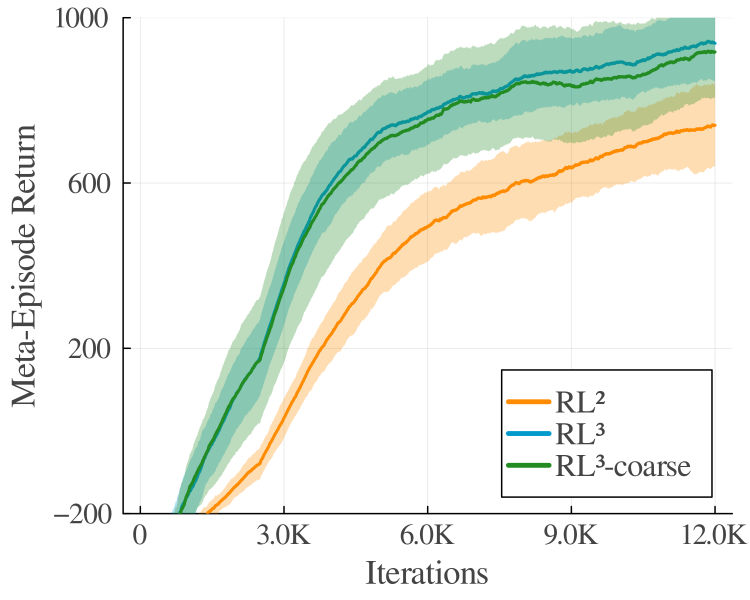 1000
600
200
−200
0
3.0K
6.0K
9.0K
12.0K
Meta-Episode Return
Iterations
RL²
RL³
RL³-coarse